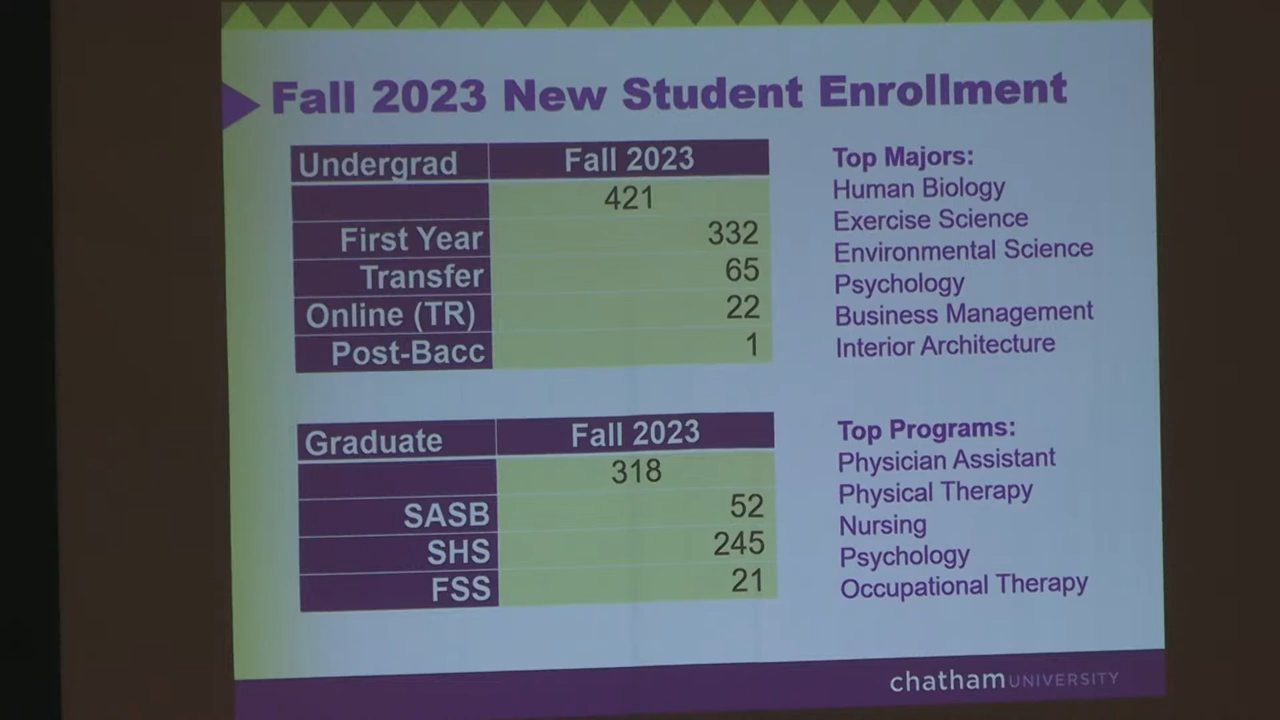 Fall 2023 New Student Enrollment
Undergrad Fall 2023
421
First Year 332
Transfer 65
Online (TR) 22
Post-Bacc 1
Top Majors:
Human Biology
Exercise Science
Environmental Science
Psychology
Business Management
Interior Architecture
Graduate Fall 2023
318
SASB 52
SHS 245
FSS 21
Top Programs:
Physician Assistant
Physical Therapy
Nursing
Psychology
Occupational Therapy
chathamUNIVERSITY